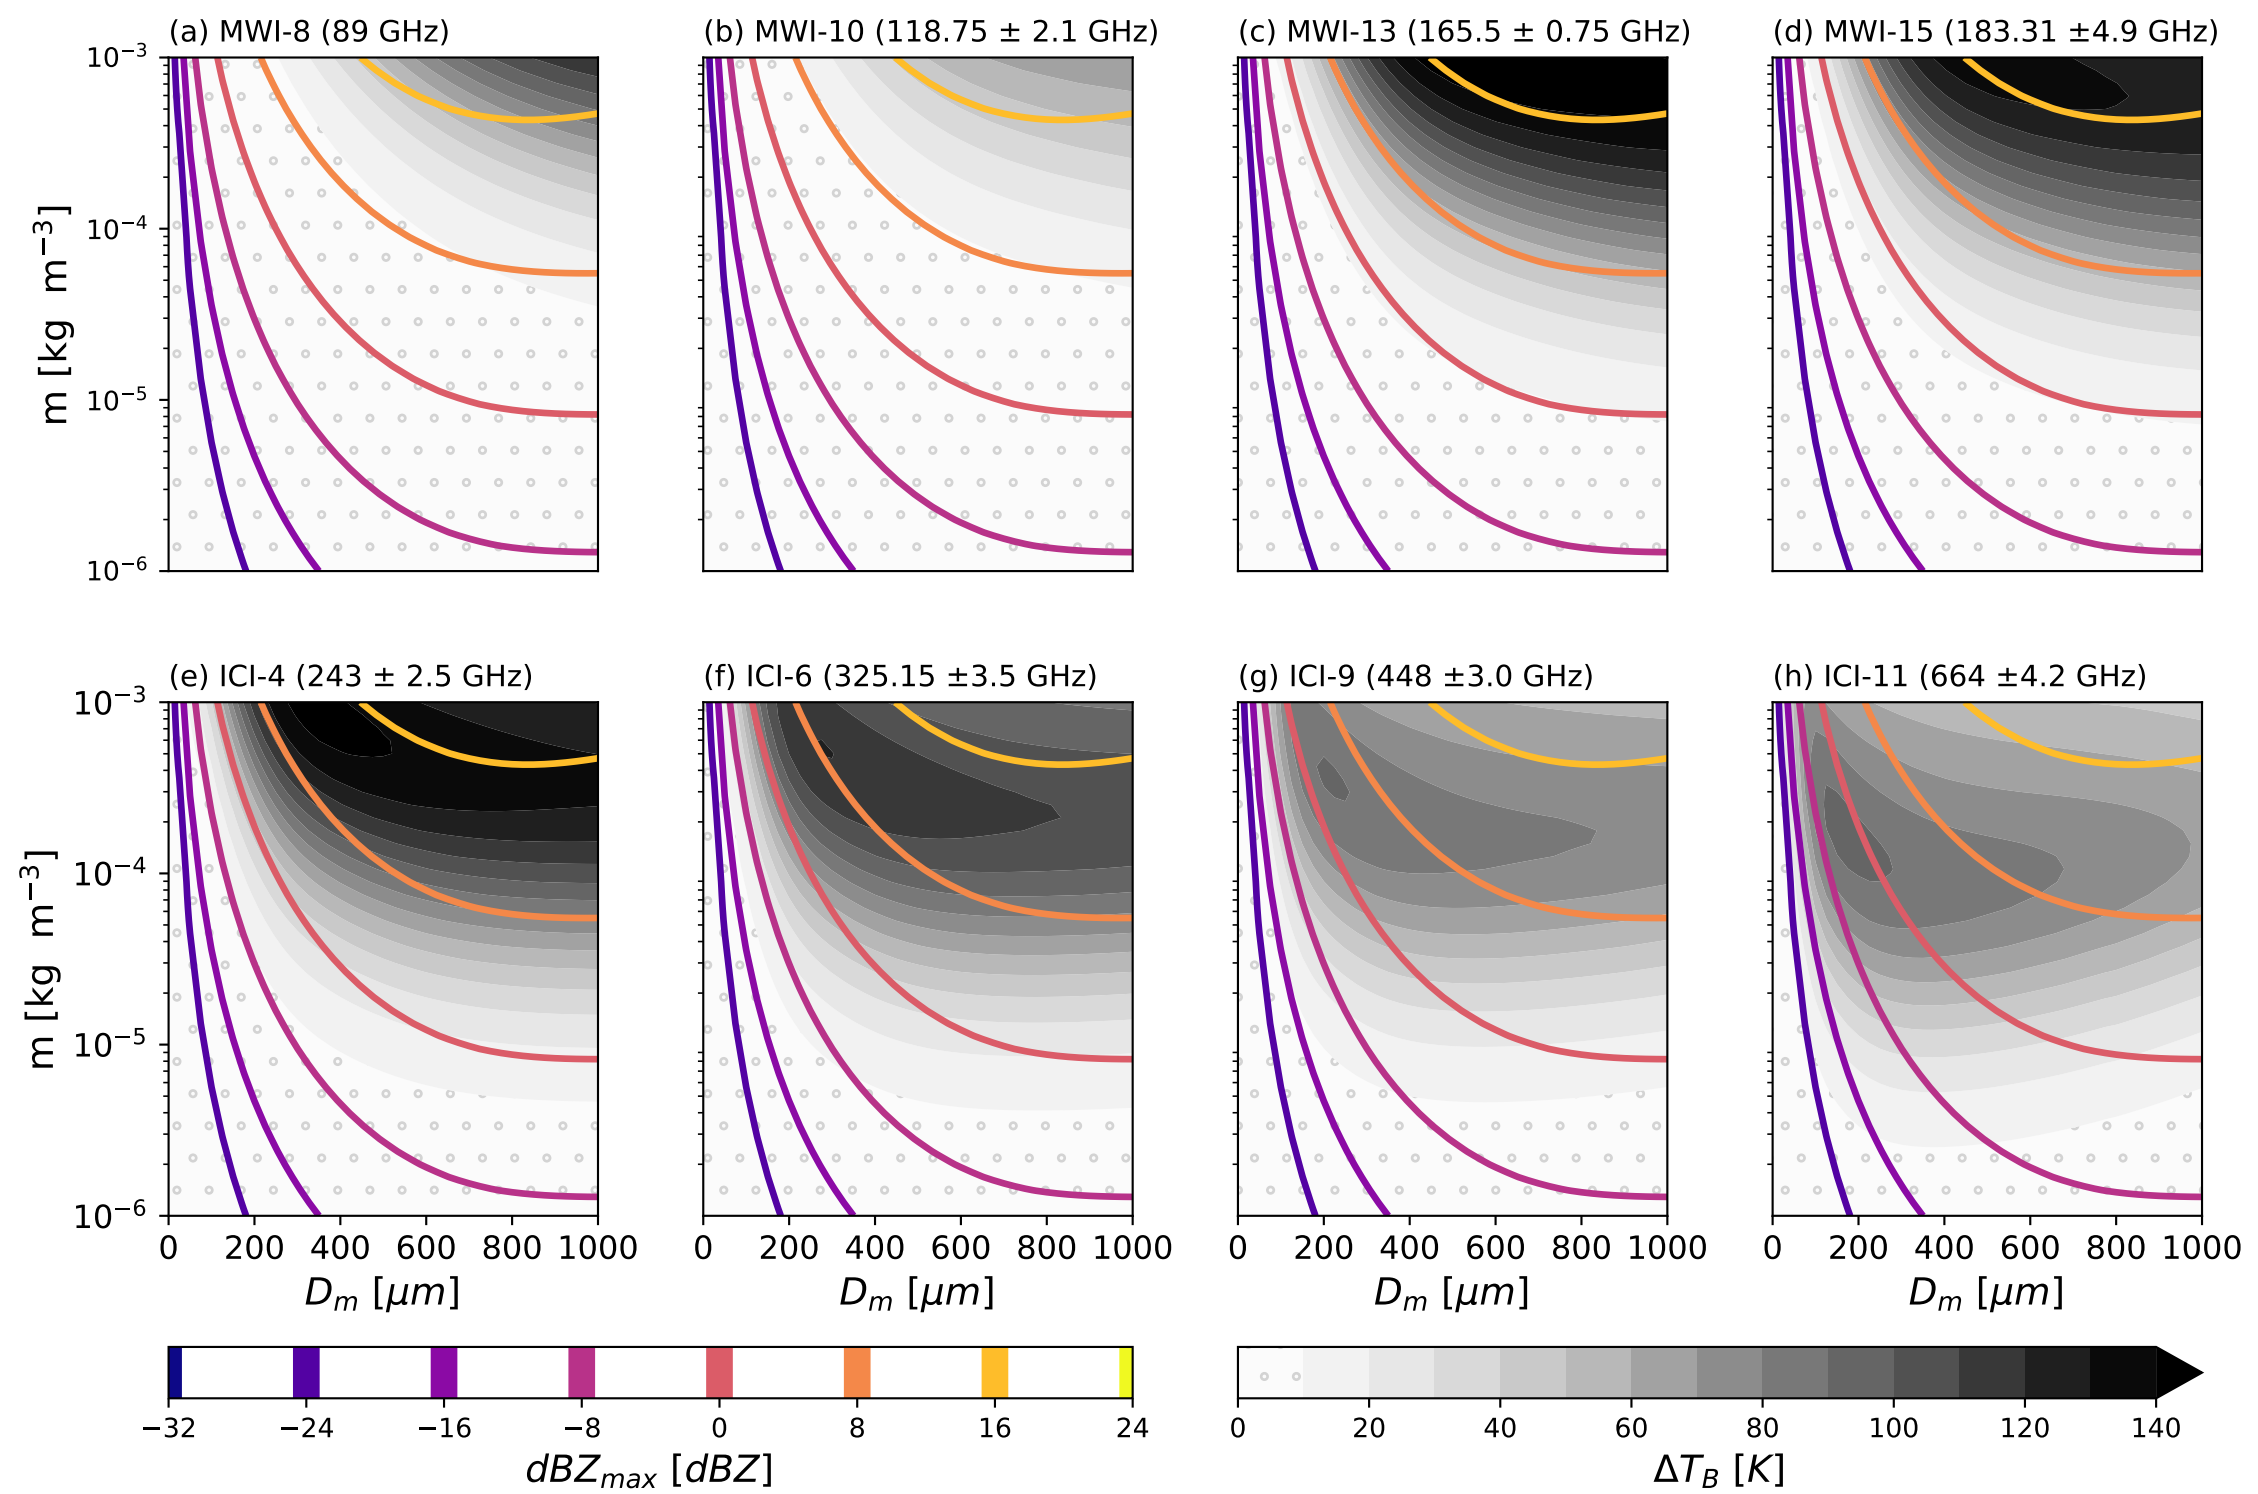 (a) MWI-8 (89 GHz)
(b) MWI-10 (118.75 ± 2.1 GHz)
(c) MWI-13 (165.5 ± 0.75 GHz)
(d) MWI-15 (183.31 ±4.9 GHz)
10⁻³
10⁻⁴
10⁻⁵
10⁻⁶
m [kg m⁻³]
(e) ICI-4 (243 ± 2.5 GHz)
(f) ICI-6 (325.15 ±3.5 GHz)
(g) ICI-9 (448 ±3.0 GHz)
(h) ICI-11 (664 ±4.2 GHz)
10⁻³
10⁻⁴
10⁻⁵
10⁻⁶
m [kg m⁻³]
0 200 400 600 800 1000
0 200 400 600 800 1000
0 200 400 600 800 1000
0 200 400 600 800 1000
Dₘ [μm]
Dₘ [μm]
Dₘ [μm]
Dₘ [μm]
−32 −24 −16 −8 0 8 16 24
dBZₘₐₓ [dBZ]
0 20 40 60 80 100 120 140
ΔT_B [K]